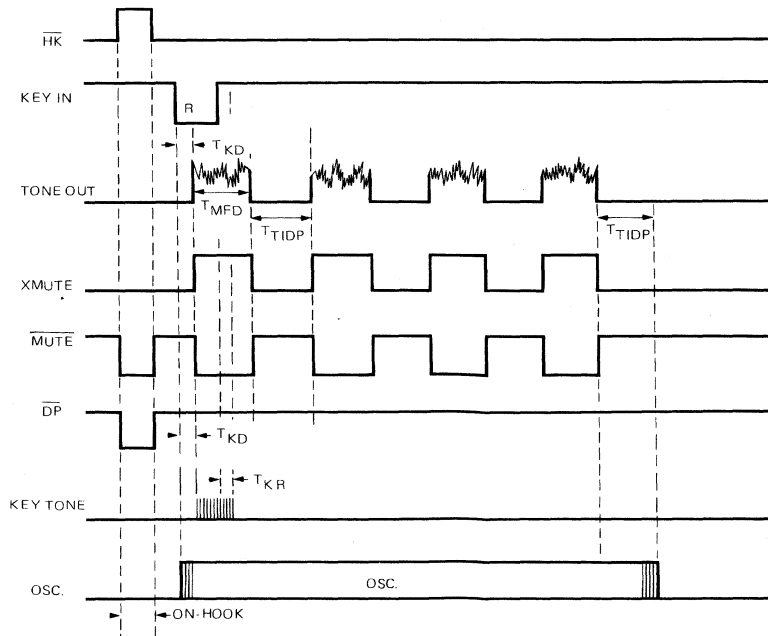 HK
KEY IN
R
T KD
TONE OUT
T MFD
T TIDP
T TIDP
XMUTE
MUTE
DP
T KD
T KR
KEY TONE
OSC.
OSC.
ON-HOOK